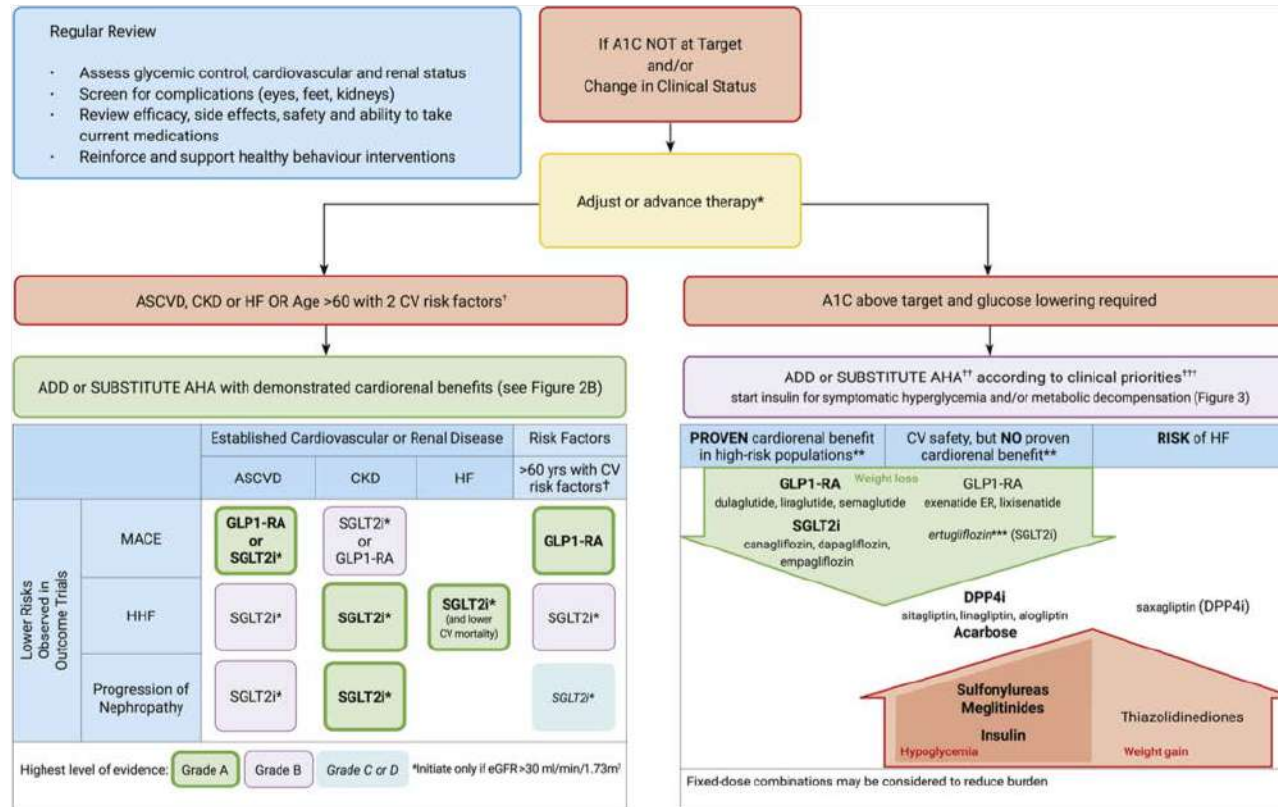 Regular Review
· Assess glycemic control, cardiovascular and renal status
· Screen for complications (eyes, feet, kidneys)
· Review efficacy, side effects, safety and ability to take
current medications
· Reinforce and support healthy behaviour interventions
If A1C NOT at Target
and/or
Change in Clinical Status
Adjust or advance therapy*
ASCVD, CKD or HF OR Age >60 with 2 CV risk factors†
ADD or SUBSTITUTE AHA with demonstrated cardiorenal benefits (see Figure 2B)
Established Cardiovascular or Renal Disease
Risk Factors
ASCVD
CKD
HF
>60 yrs with CV
risk factors†
Lower Risks
Observed in
Outcome Trials
MACE
GLP1-RA
or
SGLT2i*
SGLT2i*
or
GLP1-RA
GLP1-RA
HHF
SGLT2i*
SGLT2i*
SGLT2i*
(and lower
CV mortality)
SGLT2i*
Progression of
Nephropathy
SGLT2i*
SGLT2i*
SGLT2i*
Highest level of evidence: Grade A Grade B Grade C or D *Initiate only if eGFR>30 ml/min/1.73m²
A1C above target and glucose lowering required
ADD or SUBSTITUTE AHA†† according to clinical priorities†††
start insulin for symptomatic hyperglycemia and/or metabolic decompensation (Figure 3)
PROVEN cardiorenal benefit
in high-risk populations**
CV safety, but NO proven
cardiorenal benefit**
RISK of HF
Weight loss
GLP1-RA
dulaglutide, liraglutide, semaglutide
GLP1-RA
exenatide ER, lixisenatide
SGLT2i
canagliflozin, dapagliflozin,
empagliflozin
ertugliflozin*** (SGLT2i)
DPP4i
sitagliptin, linagliptin, alogliptin
Acarbose
saxagliptin (DPP4i)
Sulfonylureas
Meglitinides
Insulin
Hypoglycemia
Thiazolidinediones
Weight gain
Fixed-dose combinations may be considered to reduce burden